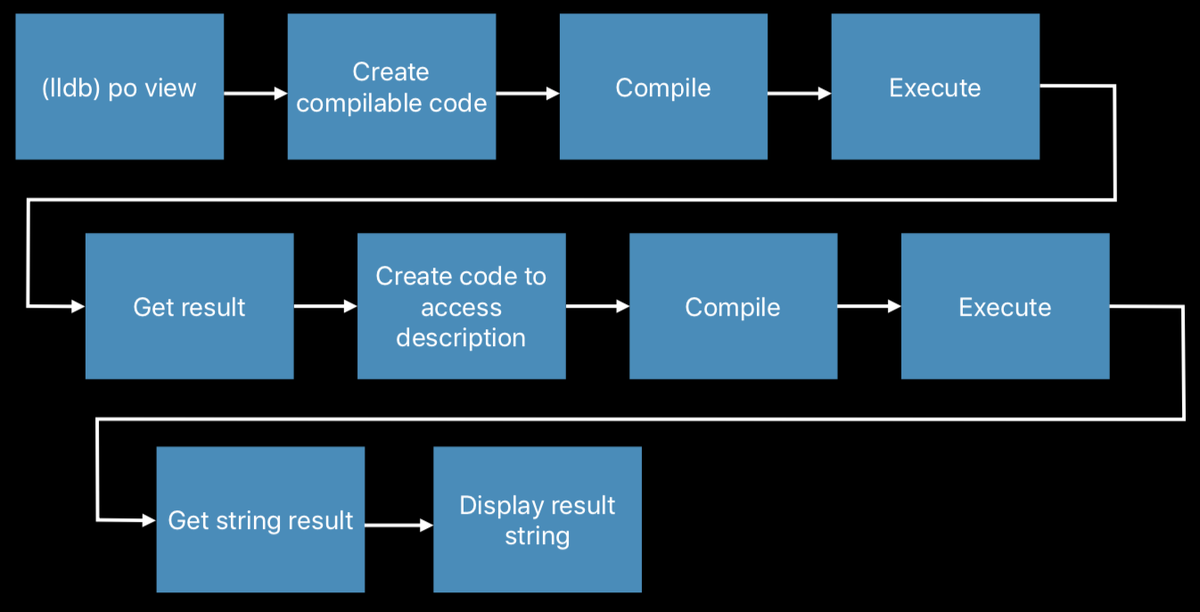 (lldb) po view
Create
compilable code
Compile
Execute
Get result
Create code to
access
description
Compile
Execute
Get string result
Display result
string